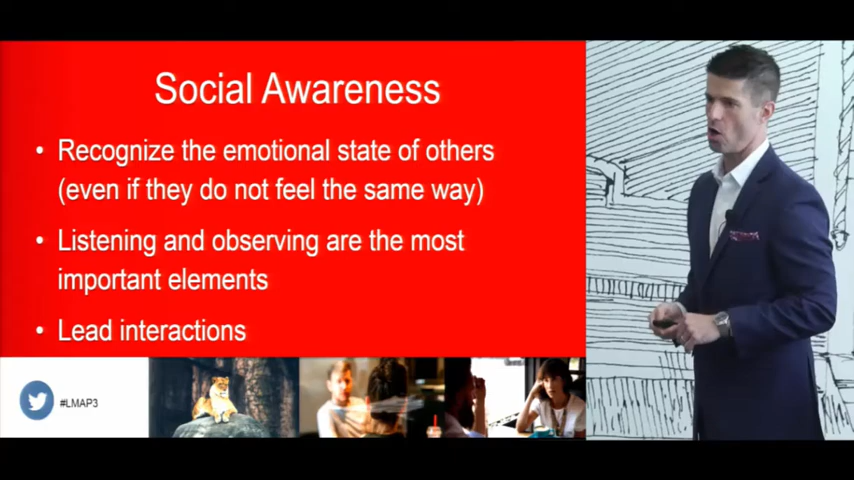 Social Awareness
• Recognize the emotional state of others
(even if they do not feel the same way)
• Listening and observing are the most
important elements
• Lead interactions
#LMAP3